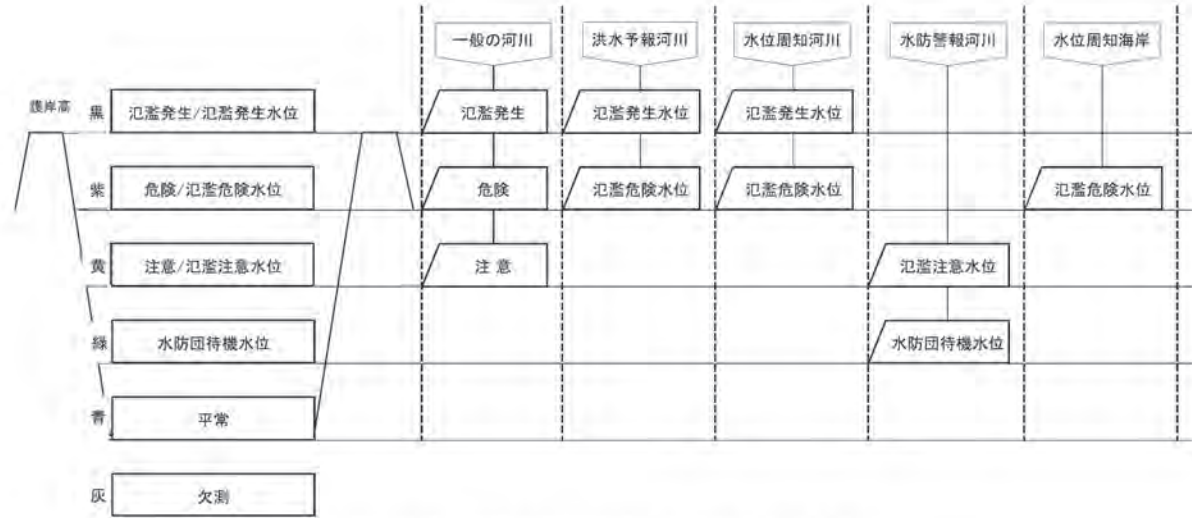 一般の河川
洪水予報河川
水位周知河川
水防警報河川
水位周知海岸
護岸高
黒
氾濫発生/氾濫発生水位
氾濫発生
氾濫発生水位
氾濫発生水位
紫
危険/氾濫危険水位
危険
氾濫危険水位
氾濫危険水位
氾濫危険水位
黄
注意/氾濫注意水位
注意
氾濫注意水位
緑
水防団待機水位
水防団待機水位
青
平常
灰
欠測